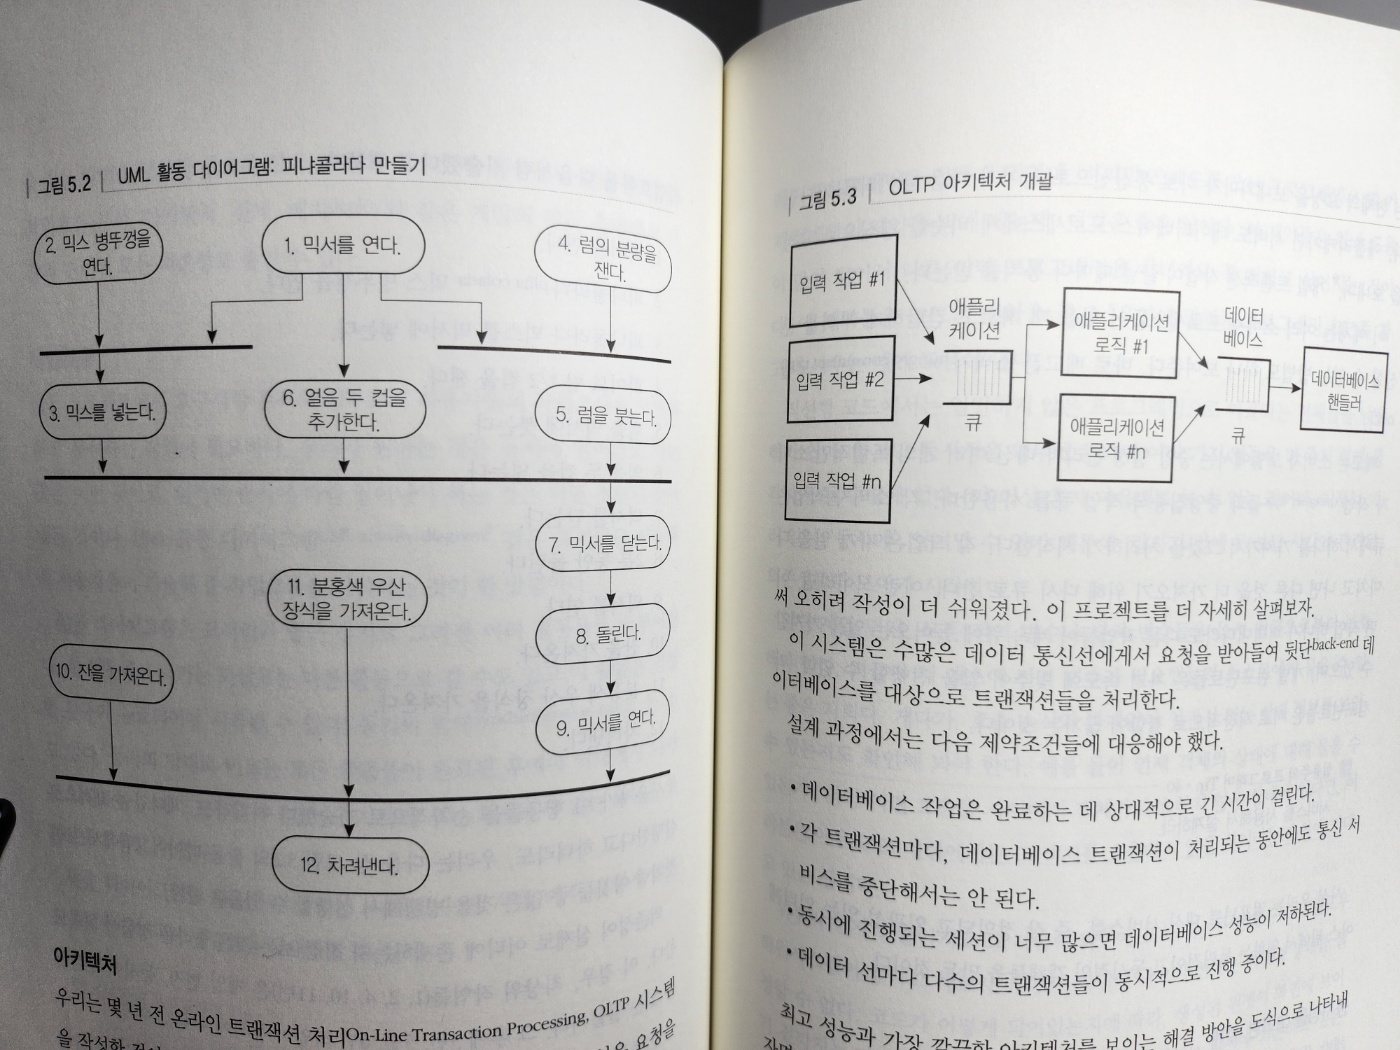 그림 5.2 UML 활동 다이어그램: 피냐콜라다 만들기
2. 믹스 병뚜껑을
연다.
1. 믹서를 연다.
4. 럼의 분량을
잰다.
3. 믹스를 넣는다.
6. 얼음 두 컵을
추가한다.
5. 럼을 붓는다.
7. 믹서를 닫는다.
11. 분홍색 우산
장식을 가져온다.
8. 돌린다.
10. 잔을 가져온다.
9. 믹서를 연다.
12. 차려낸다.
아키텍처
우리는 몇 년 전 온라인 트랜잭션 처리On-Line Transaction Processing, OLTP 시스템
을 작성한
요청을
그림 5.3 OLTP 아키텍처 개괄
입력 작업 #1
입력 작업 #2
입력 작업 #n
애플리
케이션
큐
애플리케이션
로직 #1
애플리케이션
로직 #n
데이터
베이스
큐
데이터베이스
핸들러
써 오히려 작성이 더 쉬워졌다. 이 프로젝트를 더 자세히 살펴보자.
이 시스템은 수많은 데이터 통신선에게서 요청을 받아들여 뒷단back-end 데
이터베이스를 대상으로 트랜잭션들을 처리한다.
설계 과정에서는 다음 제약조건들에 대응해야 했다.
• 데이터베이스 작업은 완료하는 데 상대적으로 긴 시간이 걸린다.
• 각 트랜잭션마다, 데이터베이스 트랜잭션이 처리되는 동안에도 통신 서
비스를 중단해서는 안 된다.
• 동시에 진행되는 세션이 너무 많으면 데이터베이스 성능이 저하된다.
• 데이터 선마다 다수의 트랜잭션들이 동시적으로 진행 중이다.
최고 성능과 가장 깔끔한 아키텍처를 보이는 해결 방안을 도식으로 나타내